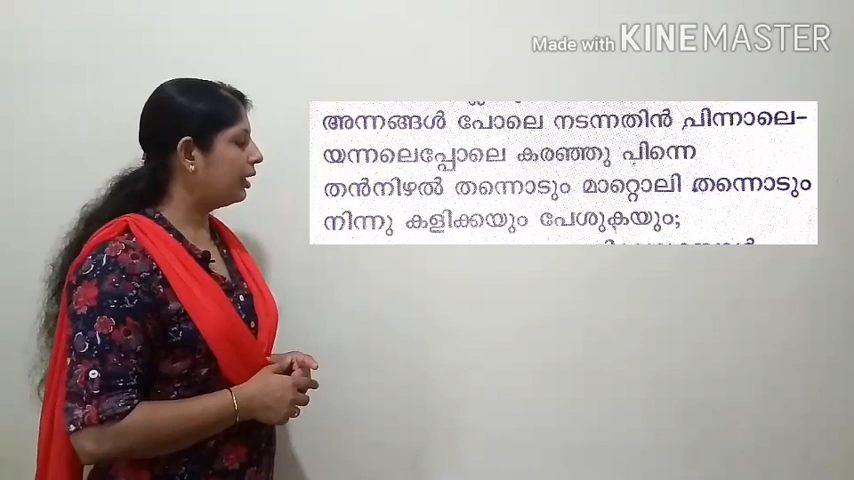 Made with KINEMASTER
അന്നങ്ങൾ പോലെ നടന്നതിൻ പിന്നാലെ-
യന്നലെപ്പോലെ കരഞ്ഞു പിന്നെ
തൻനിഴൽ തന്നൊടും മാറ്റൊലി തന്നൊടും
നിന്നു കളിക്കയും പേശുകയും;